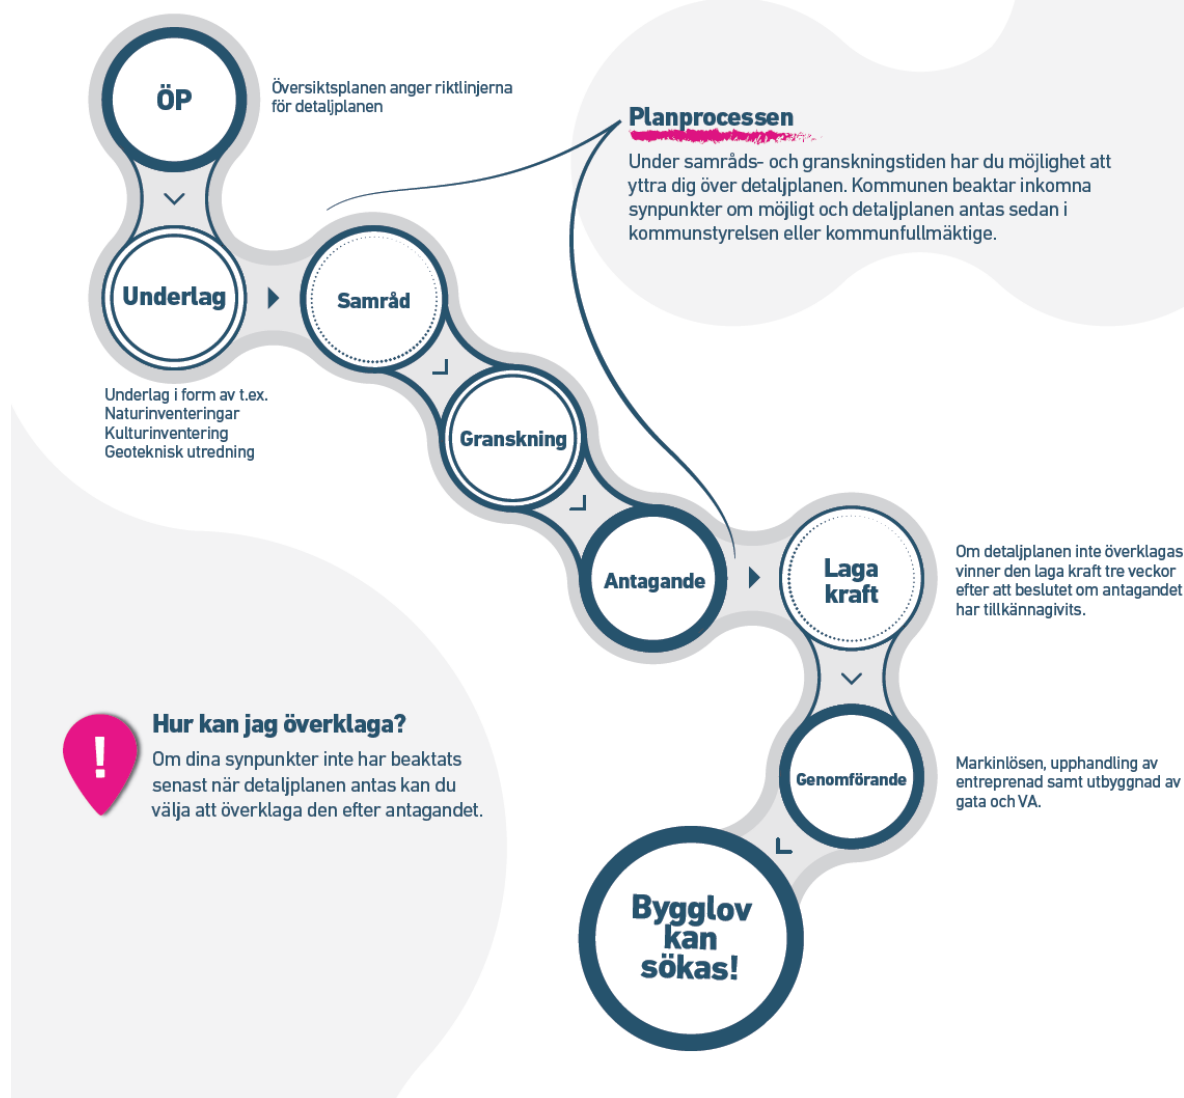 ÖP
Översiktsplanen anger riktlinjerna
för detaljplanen
Planprocessen
Under samråds- och granskningstiden har du möjlighet att
yttra dig över detaljplanen. Kommunen beaktar inkomna
synpunkter om möjligt och detaljplanen antas sedan i
kommunstyrelsen eller kommunfullmäktige.
Underlag
Samråd
Underlag i form av t.ex.
Naturinventeringar
Kulturinventering
Geoteknisk utredning
Granskning
Antagande
Laga
kraft
Om detaljplanen inte överklagas
vinner den laga kraft tre veckor
efter att beslutet om antagandet
har tillkännagivits.
!
Hur kan jag överklaga?
Om dina synpunkter inte har beaktats
senast när detaljplanen antas kan du
välja att överklaga den efter antagandet.
Genomförande
Markinlösen, upphandling av
entreprenad samt utbyggnad av
gata och VA.
Bygglov
kan
sökas!